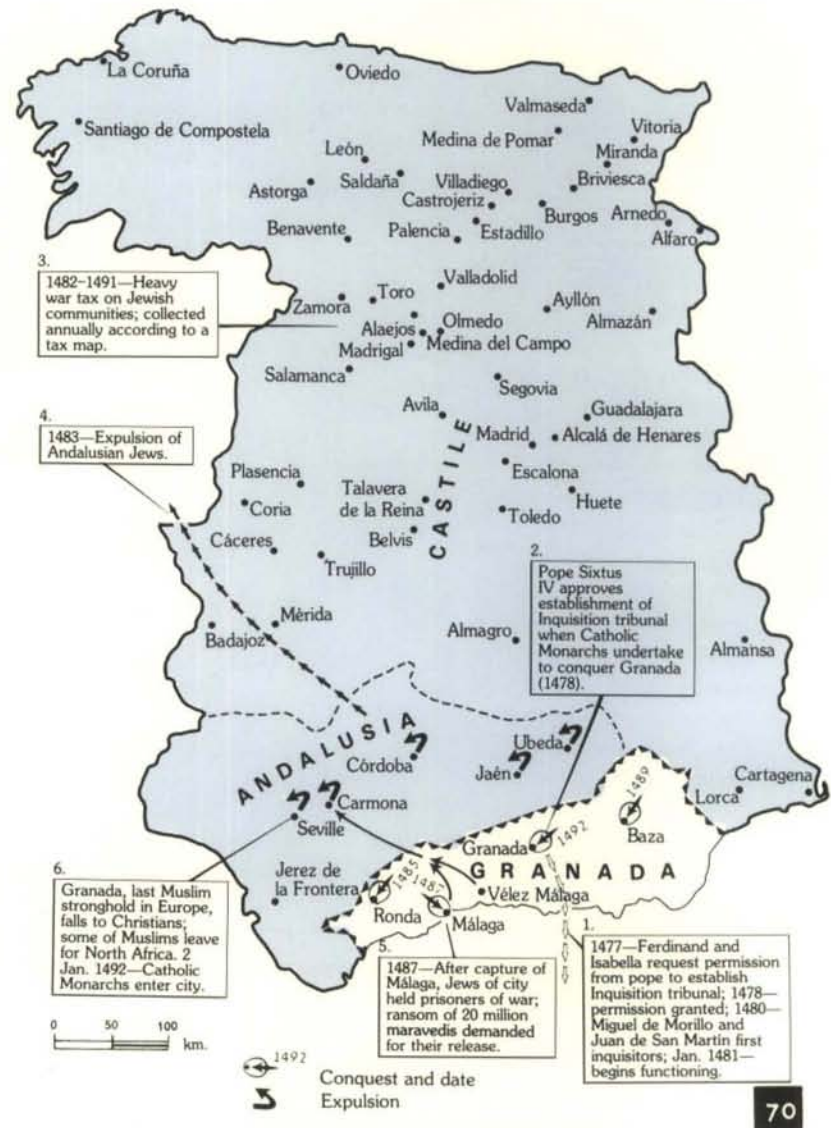 La Coruña
Oviedo
Valmaseda
Santiago de Compostela
Medina de Pomar
Vitoria
León
Miranda
Astorga
Saldaña
Villadiego
Briviesca
Castrojeriz
Burgos
Arnedo
Benavente
Palencia
Estadillo
Alfaro
3.
1482–1491—Heavy
war tax on Jewish
communities; collected
annually according to a
tax map.
Valladolid
Zamora
Toro
Ayllón
Almazán
Alaejos
Olmedo
Madrigal
Medina del Campo
Salamanca
Segovia
Avila
Guadalajara
4.
1483—Expulsion of
Andalusian Jews.
CASTILE
Madrid
Alcalá de Henares
Plasencia
Escalona
Coria
Talavera
de la Reina
Huete
Toledo
Cáceres
Belvis
Trujillo
2.
Pope Sixtus
IV approves
establishment of
Inquisition tribunal
when Catholic
Monarchs undertake
to conquer Granada
(1478).
Mérida
Badajoz
Almagro
Almansa
ANDALUSIA
Ubeda
Córdoba
Jaén
Carmona
Seville
Cartagena
Lorca
1489
Baza
Granada
1492
GRANADA
6.
Granada, last Muslim
stronghold in Europe,
falls to Christians;
some of Muslims leave
for North Africa. 2
Jan. 1492—Catholic
Monarchs enter city.
Jerez de
la Frontera
1485
1487
Vélez Málaga
Ronda
Málaga
5.
1487—After capture of
Málaga, Jews of city
held prisoners of war;
ransom of 20 million
maravedis demanded
for their release.
1.
1477—Ferdinand and
Isabella request permission
from pope to establish
Inquisition tribunal; 1478—
permission granted; 1480—
Miguel de Morillo and
Juan de San Martín first
inquisitors; Jan. 1481—
begins functioning.
0 50 100
km.
1492
Conquest and date
Expulsion
70